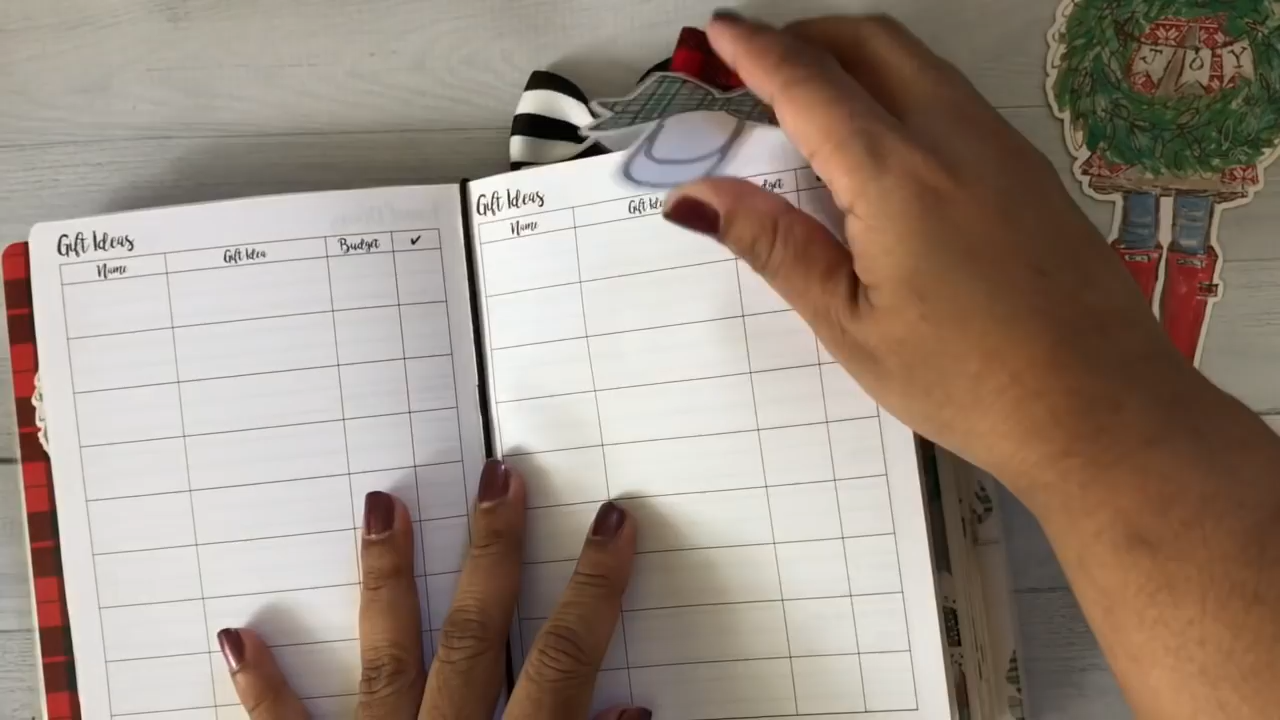 Gift Ideas
Name Gift Idea Budget ✓
Gift Ideas
Name
JOY